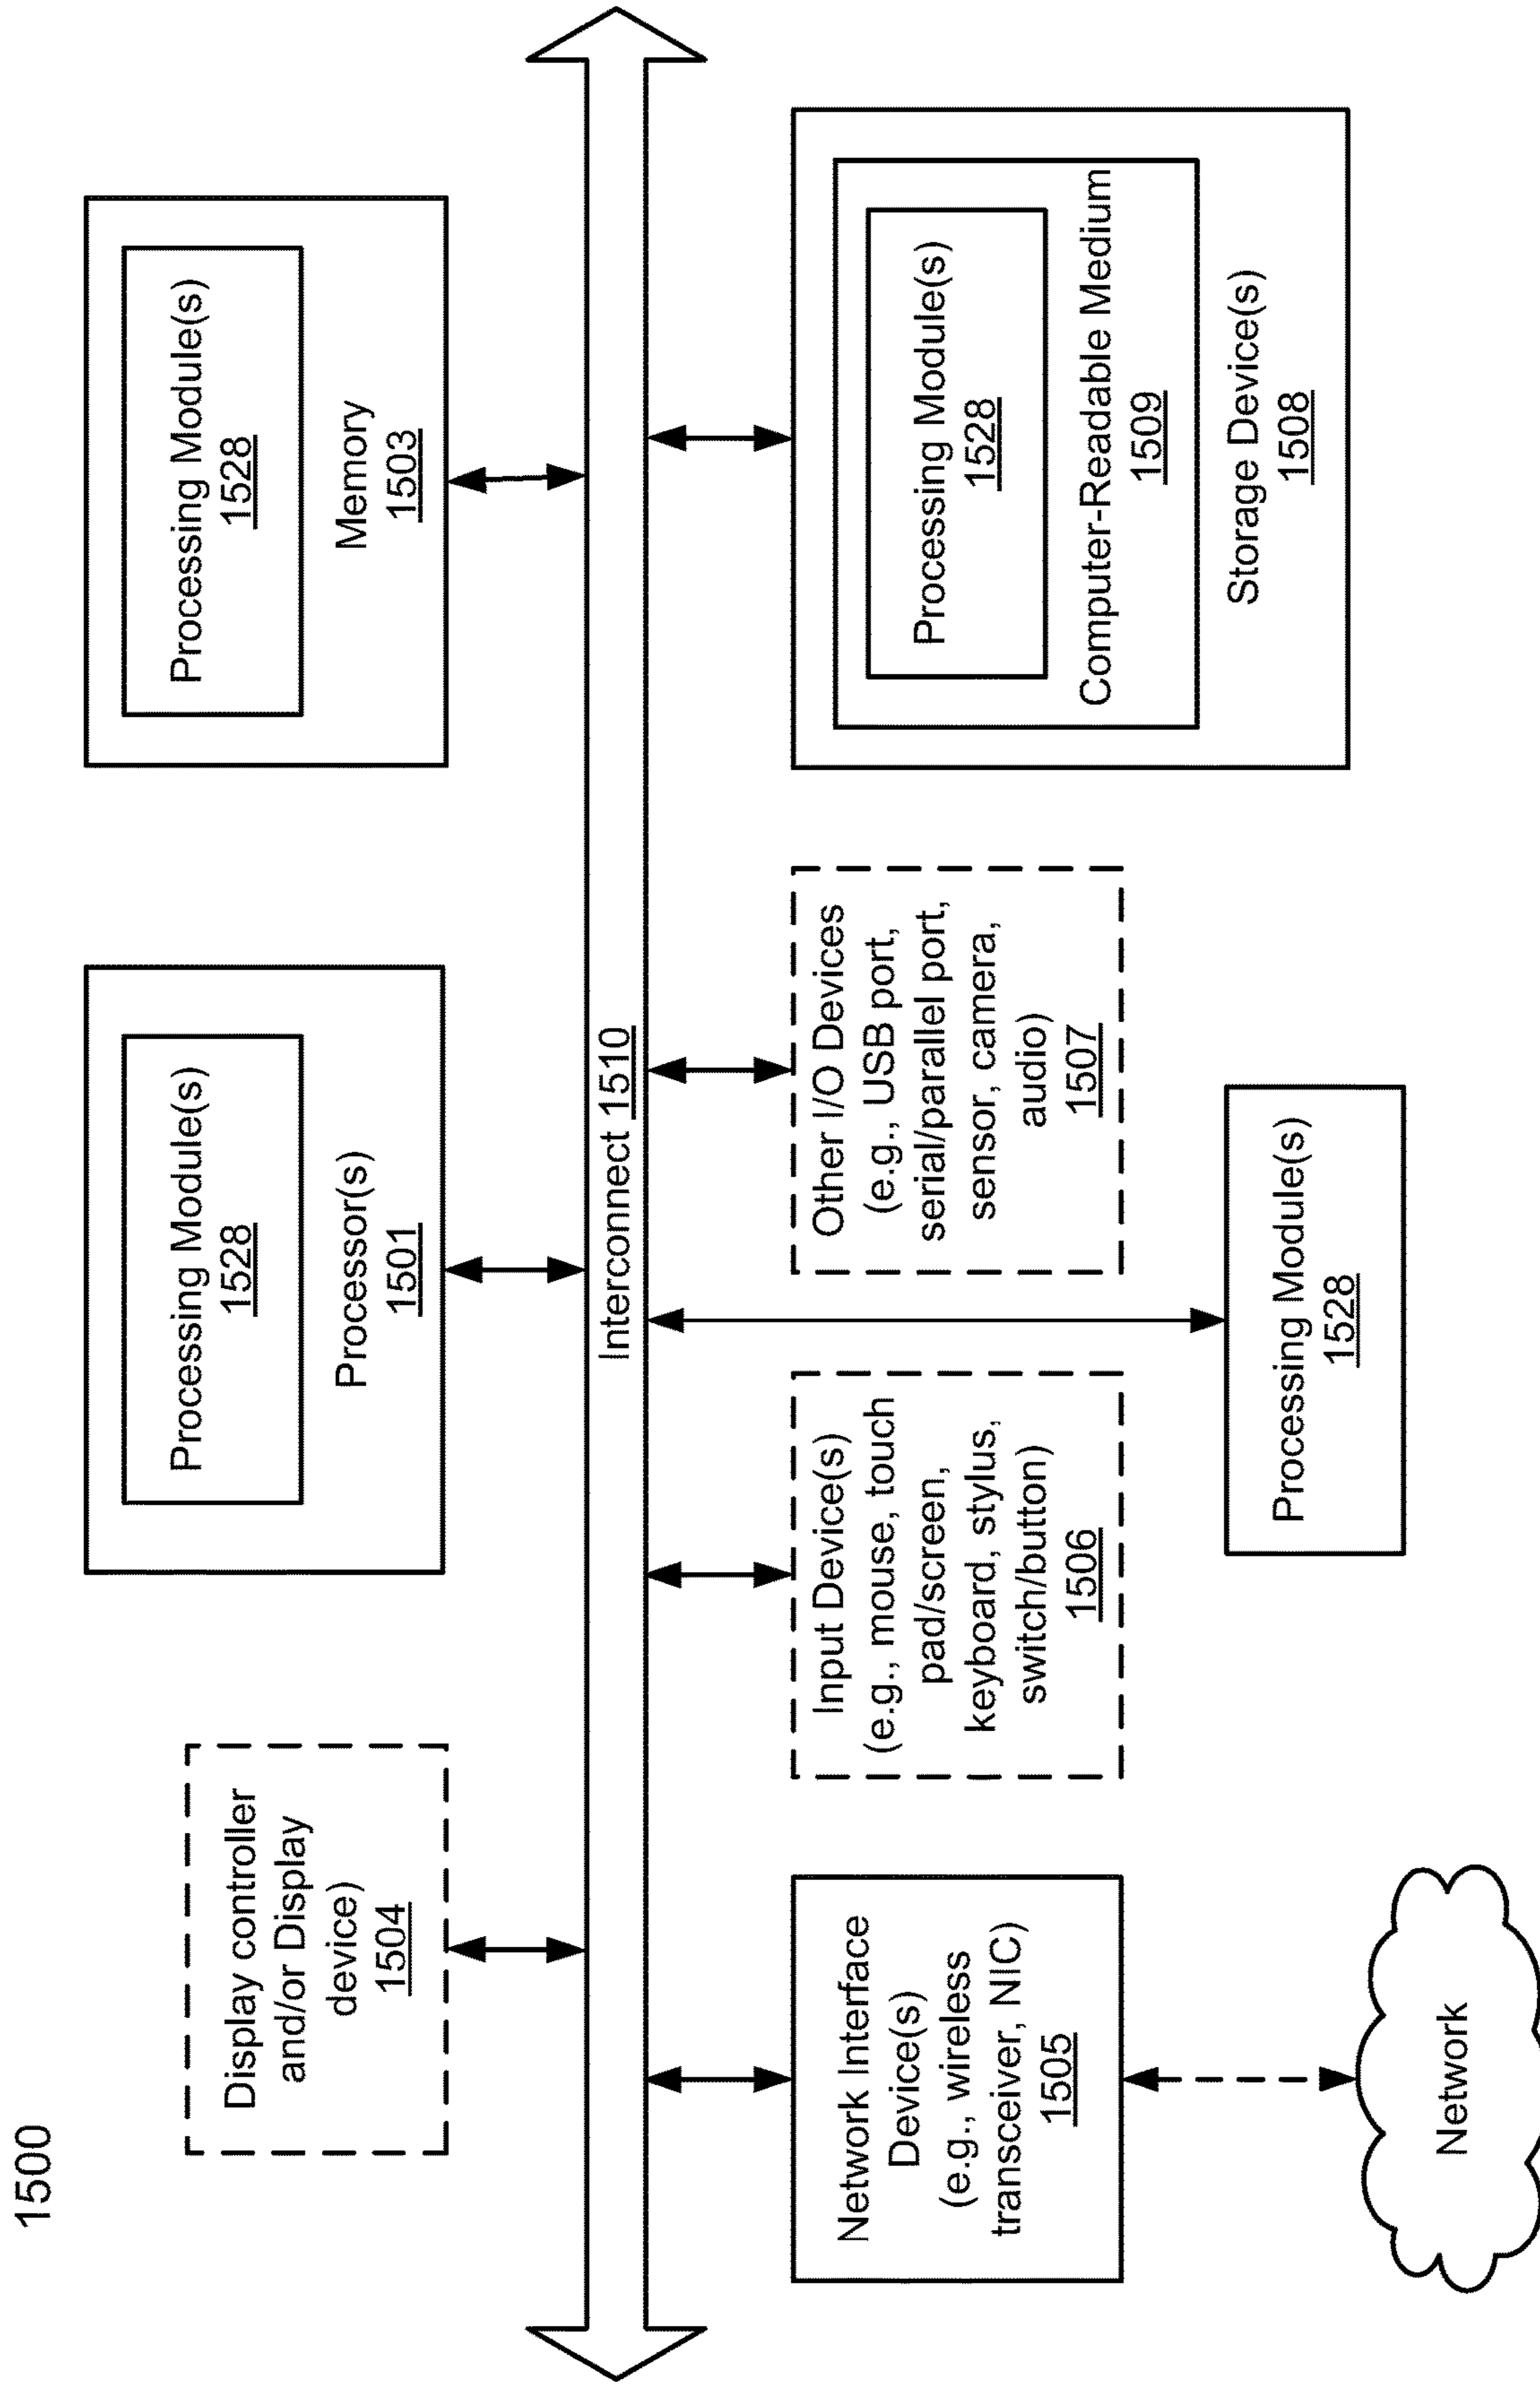 1500
Display controller
and/or Display
device)
1504
Processing Module(s)
1528
Processor(s)
1501
Processing Module(s)
1528
Memory
1503
Interconnect 1510
Network Interface
Device(s)
(e.g., wireless
transceiver, NIC)
1505
Input Device(s)
(e.g., mouse, touch
pad/screen,
keyboard, stylus,
switch/button)
1506
Other I/O Devices
(e.g., USB port,
serial/parallel port,
sensor, camera,
audio)
1507
Processing Module(s)
1528
Computer-Readable Medium
1509
Storage Device(s)
1508
Processing Module(s)
1528
Network